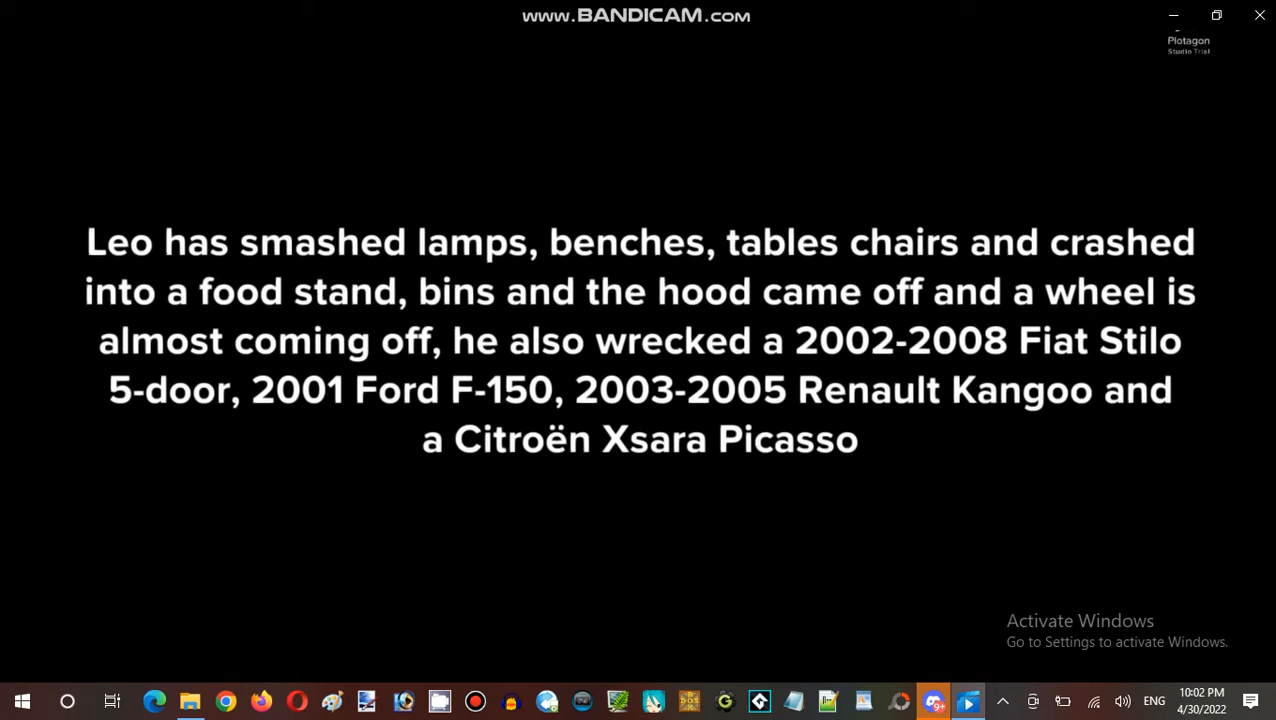 www.BANDICAM.com
Plotagon
Studio Trial
Leo has smashed lamps, benches, tables chairs and crashed
into a food stand, bins and the hood came off and a wheel is
almost coming off, he also wrecked a 2002-2008 Fiat Stilo
5-door, 2001 Ford F-150, 2003-2005 Renault Kangoo and
a Citroën Xsara Picasso
Activate Windows
Go to Settings to activate Windows.
9+
ENG
10:02 PM
4/30/2022